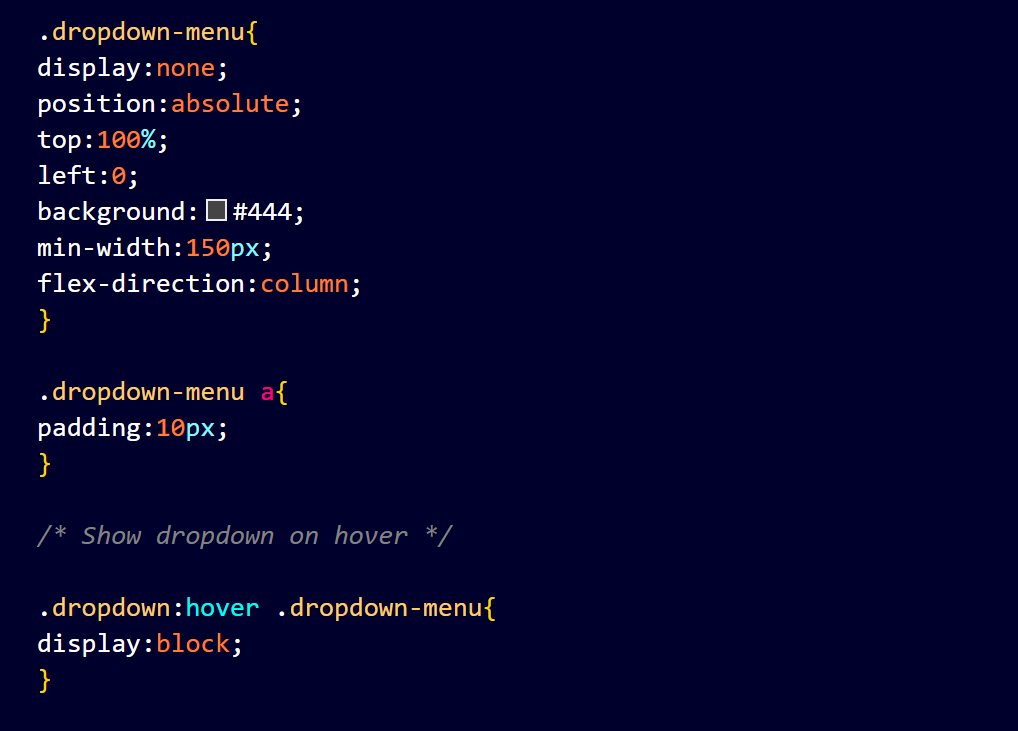 .dropdown-menu{
display:none;
position:absolute;
top:100%;
left:0;
background:#444;
min-width:150px;
flex-direction:column;
}
.dropdown-menu a{
padding:10px;
}
/* Show dropdown on hover */
.dropdown:hover .dropdown-menu{
display:block;
}